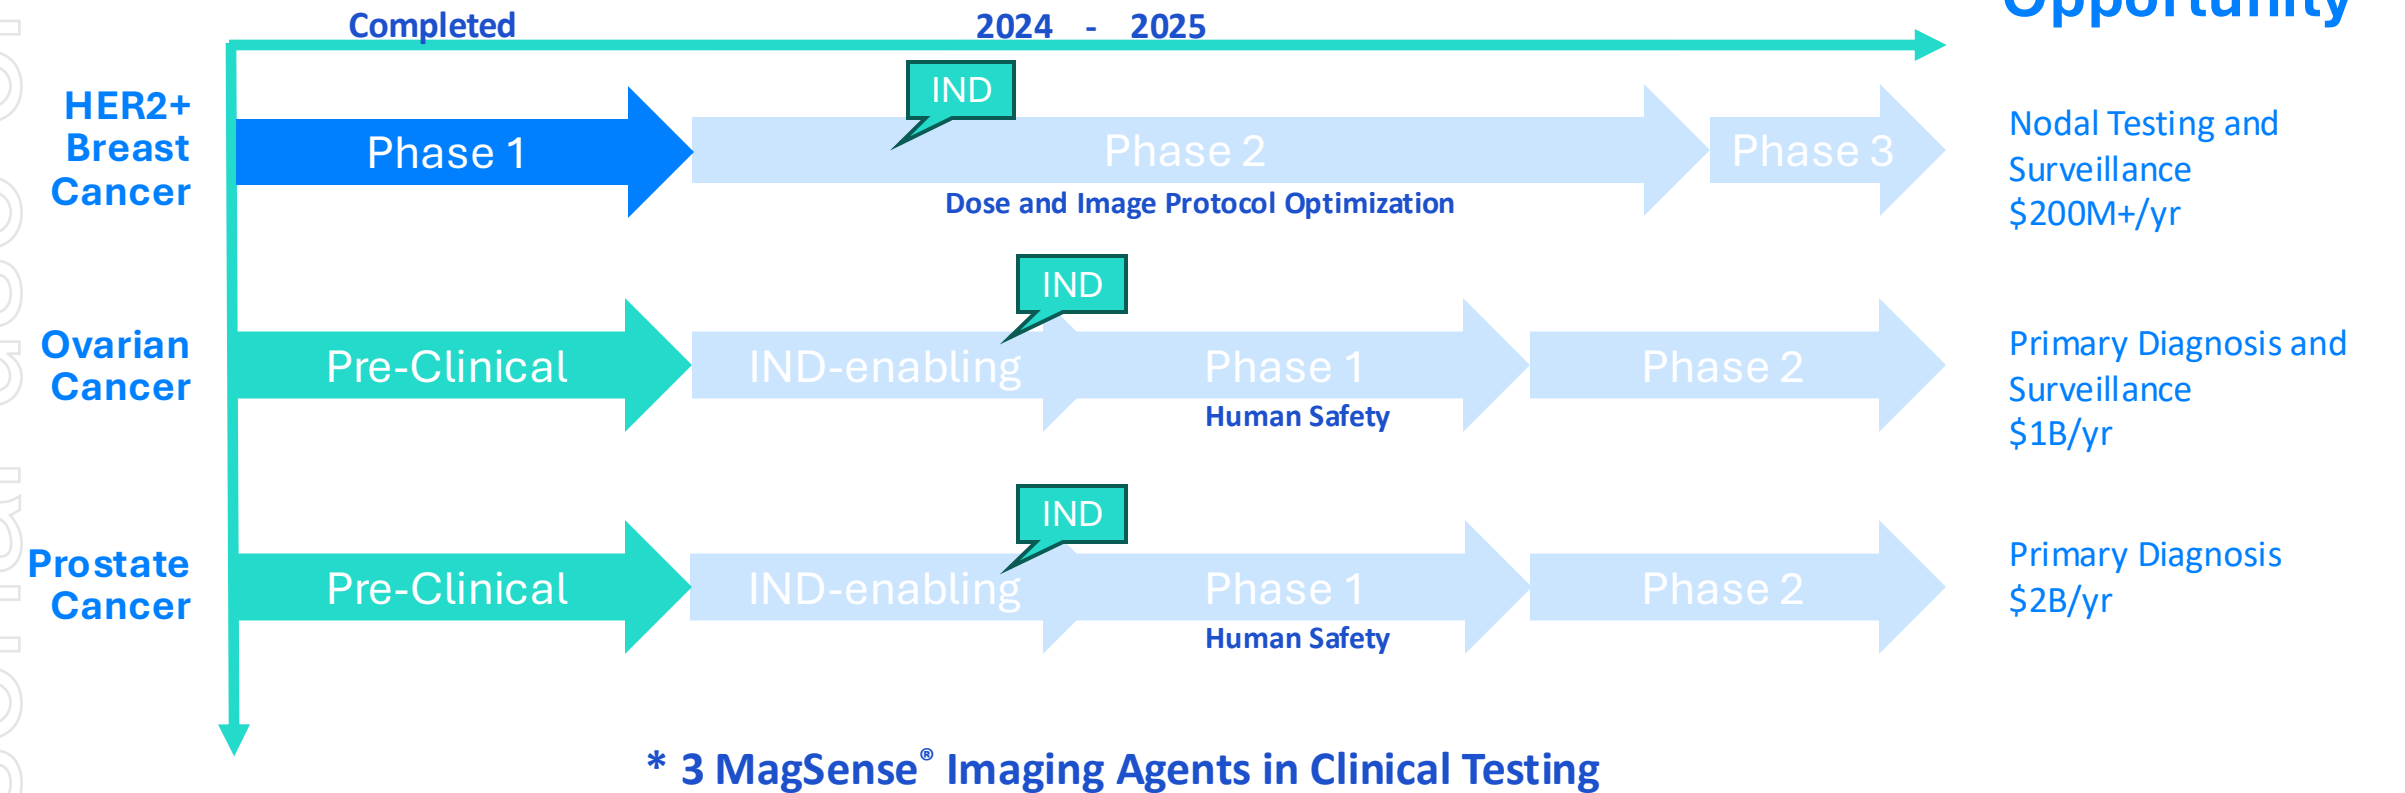 Opportunity
Completed
2024 - 2025
HER2+
Breast
Cancer
Phase 1
IND
Phase 2
Phase 3
Dose and Image Protocol Optimization
Nodal Testing and
Surveillance
$200M+/yr
Ovarian
Cancer
Pre-Clinical
IND
IND-enabling
Phase 1
Phase 2
Human Safety
Primary Diagnosis and
Surveillance
$1B/yr
Prostate
Cancer
Pre-Clinical
IND
IND-enabling
Phase 1
Phase 2
Human Safety
Primary Diagnosis
$2B/yr
* 3 MagSense® Imaging Agents in Clinical Testing